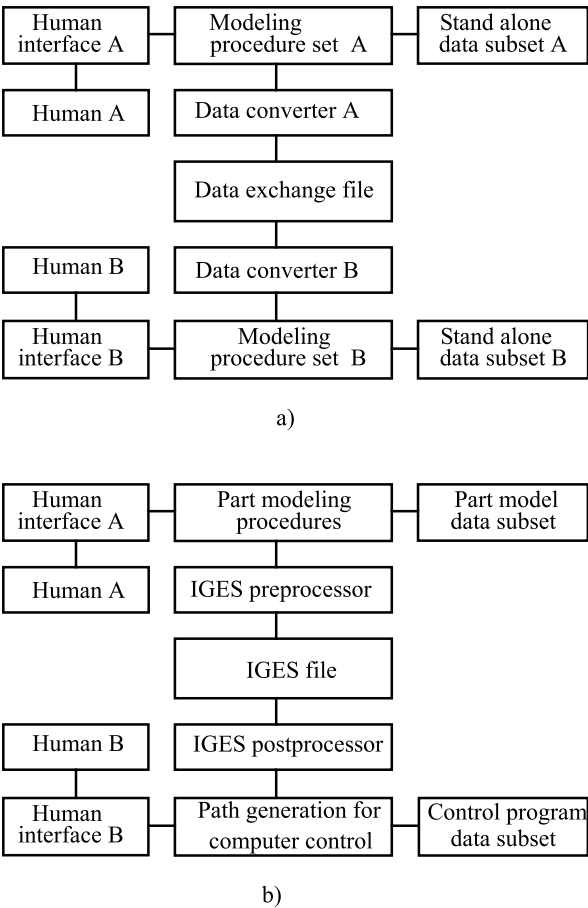 Human
interface A
Modeling
procedure set A
Stand alone
data subset A
Human A
Data converter A
Data exchange file
Human B
Data converter B
Human
interface B
Modeling
procedure set B
Stand alone
data subset B
a)
Human
interface A
Part modeling
procedures
Part model
data subset
Human A
IGES preprocessor
IGES file
Human B
IGES postprocessor
Human
interface B
Path generation for
computer control
Control program
data subset
b)